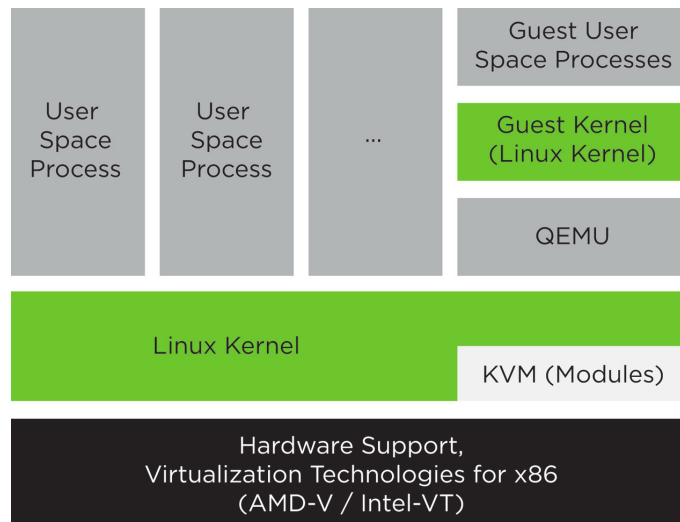 User
Space
Process
User
Space
Process
...
Guest User
Space Processes
Guest Kernel
(Linux Kernel)
QEMU
Linux Kernel
KVM (Modules)
Hardware Support,
Virtualization Technologies for x86
(AMD-V / Intel-VT)